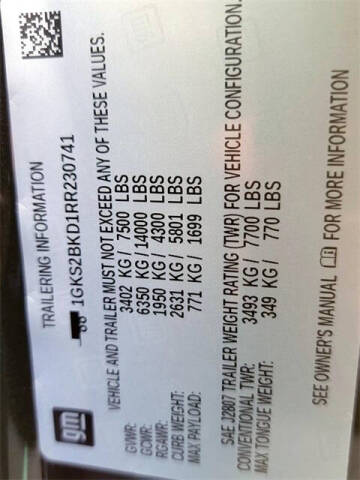 gm
TRAILERING INFORMATION
1GKS2BKD1RR230741
VEHICLE AND TRAILER MUST NOT EXCEED ANY OF THESE VALUES.
GVWR: 3402 KG / 7500 LBS
GCWR: 6350 KG / 14000 LBS
RGAWR: 1950 KG / 4300 LBS
CURB WEIGHT: 2631 KG / 5801 LBS
MAX PAYLOAD: 771 KG / 1699 LBS
SAE J2807 TRAILER WEIGHT RATING (TWR) FOR VEHICLE CONFIGURATION.
CONVENTIONAL TWR: 3493 KG / 7700 LBS
MAX TONGUE WEIGHT: 349 KG / 770 LBS
SEE OWNER'S MANUAL FOR MORE INFORMATION